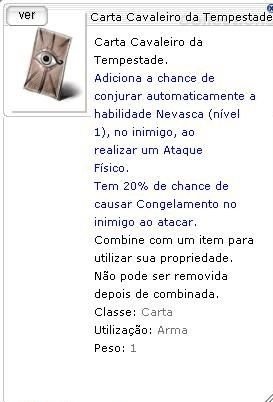 ver
Carta Cavaleiro da Tempestade
Carta Cavaleiro da
Tempestade.
Adiciona a chance de
conjurar automaticamente a
habilidade Nevasca (nível
1), no inimigo, ao
realizar um Ataque
Físico.
Tem 20% de chance de
causar Congelamento no
inimigo ao atacar.
Combine com um item para
utilizar sua propriedade.
Não pode ser removida
depois de combinada.
Classe: Carta
Utilização: Arma
Peso: 1